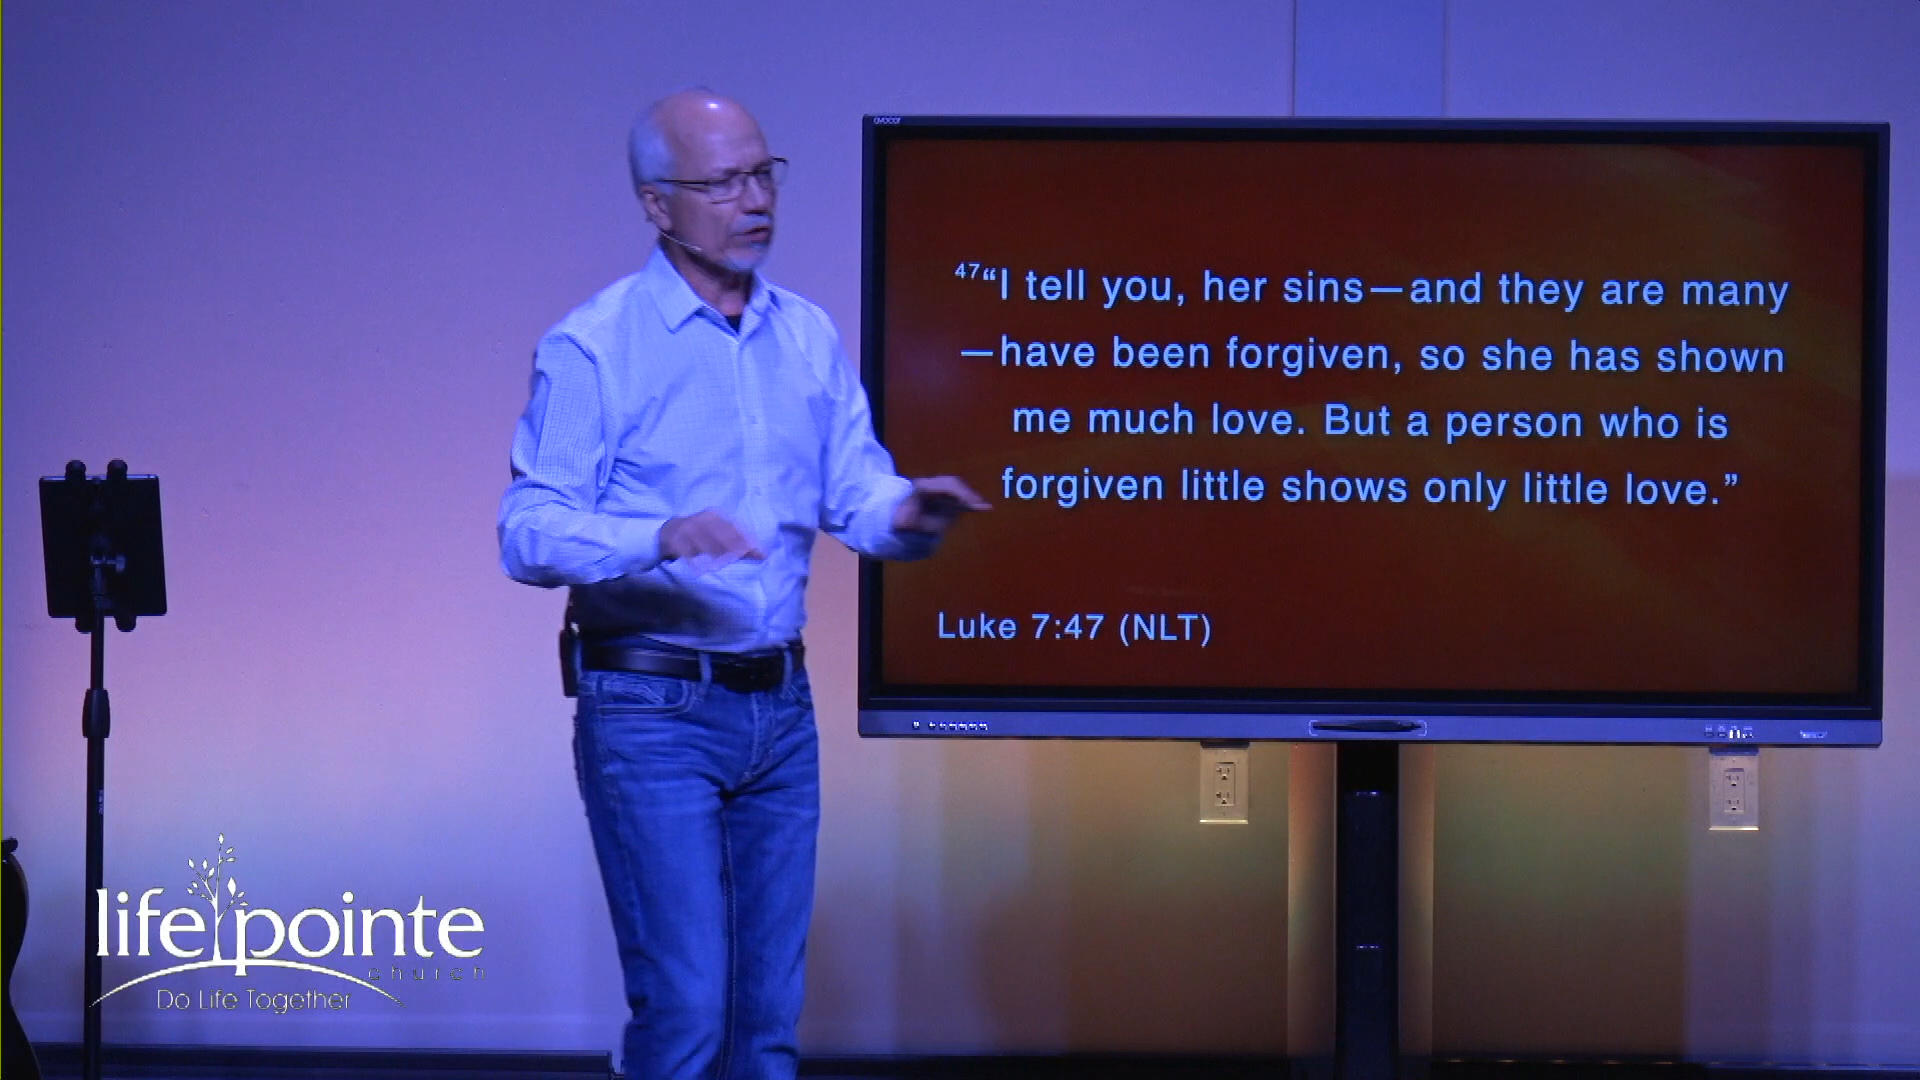 avocor
⁴⁷“I tell you, her sins—and they are many
—have been forgiven, so she has shown
me much love. But a person who is
forgiven little shows only little love.”
Luke 7:47 (NLT)
life pointe
church
Do Life Together